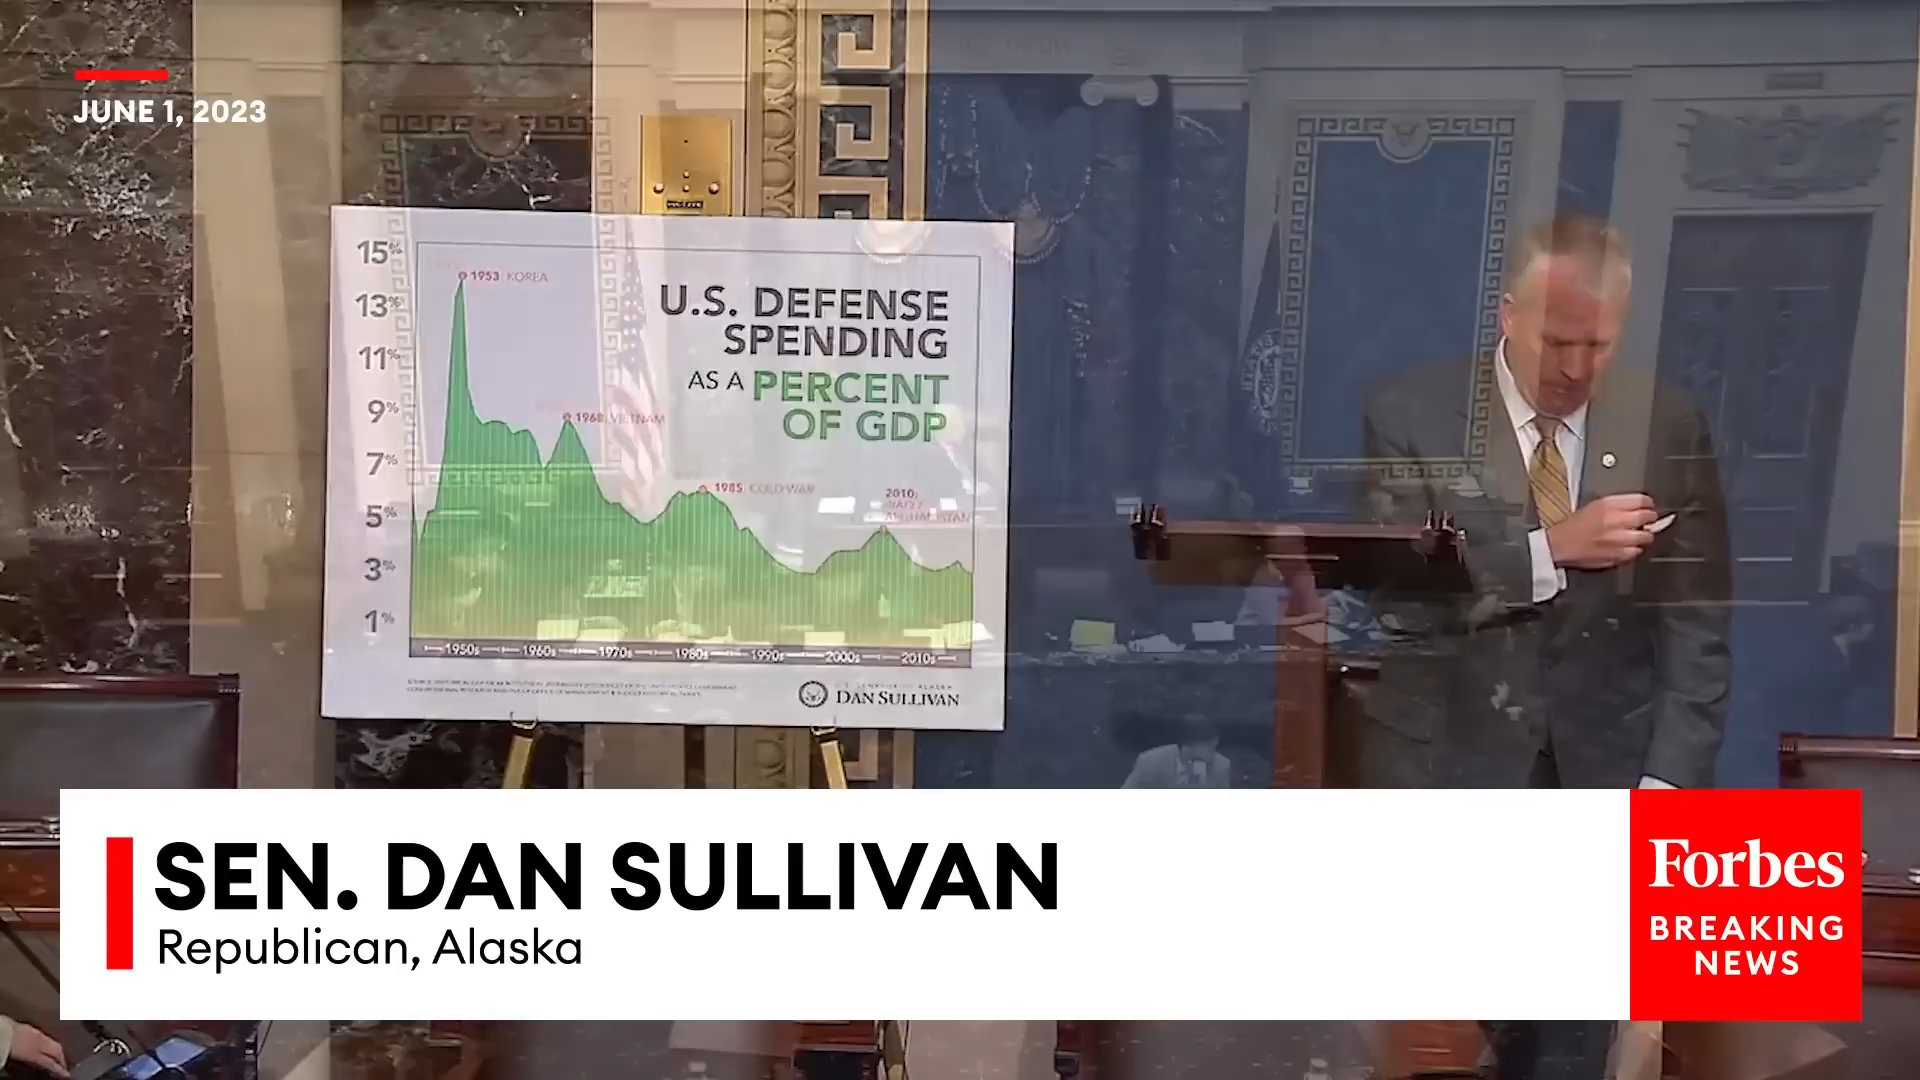 JUNE 1, 2023
15%
13%
11%
9%
7%
5%
3%
1%
1953 KOREA
1968 VIETNAM
1985 COLD WAR
2010:
IRAQ /
AFGHANISTAN
U.S. DEFENSE
SPENDING
AS A PERCENT
OF GDP
1950s 1960s 1970s 1980s 1990s 2000s 2010s
DAN SULLIVAN
SEN. DAN SULLIVAN
Republican, Alaska
Forbes
BREAKING
NEWS